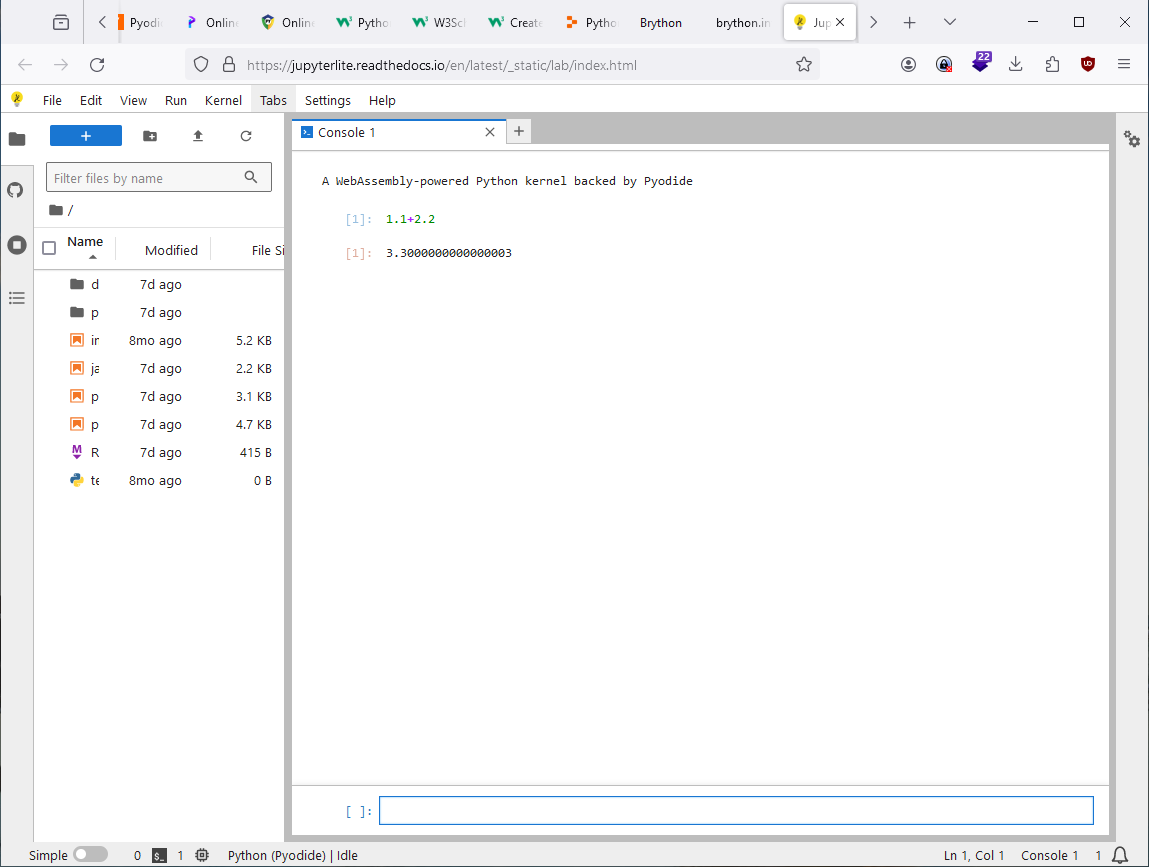 Pyodi Online Online Pytho W3Scl Create Pytho Brython brython.in Jup
https://jupyterlite.readthedocs.io/en/latest/_static/lab/index.html
22
File Edit View Run Kernel Tabs Settings Help
+
Console 1
Filter files by name
/
Name Modified File Si
d 7d ago
p 7d ago
in 8mo ago 5.2 KB
ja 7d ago 2.2 KB
p 7d ago 3.1 KB
p 7d ago 4.7 KB
R 7d ago 415 B
te 8mo ago 0 B
A WebAssembly-powered Python kernel backed by Pyodide
[1]: 1.1+2.2
[1]: 3.3000000000000003
[ ]:
Simple 0 $_ 1 Python (Pyodide) | Idle Ln 1, Col 1 Console 1 1